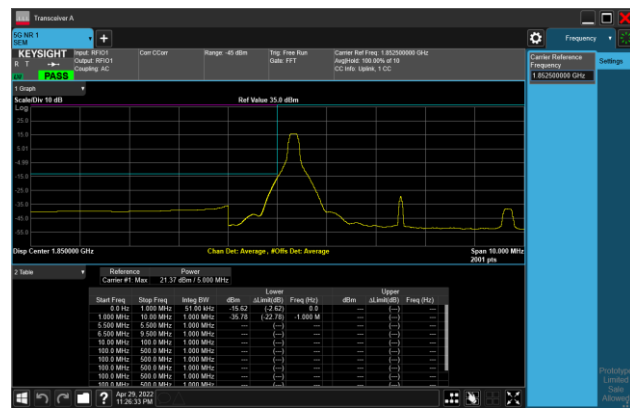 Transceiver A
5G NR 1
SEM
Frequency
KEYSIGHT
Input: RFIO1
Corr CCorr
Range: -45 dBm
Trig: Free Run
Carrier Ref Freq: 1.852500000 GHz
R T
Output: RFIO1
Gate: FFT
Avg|Hold: 100.00% of 10
Coupling: AC
CC Info: Uplink, 1 CC
PASS
Carrier Reference
Frequency
1.852500000 GHz
Settings
1 Graph
Scale/Div 10 dB
Ref Value 35.0 dBm
Log
25.0
15.0
5.01
-4.99
-15.0
-25.0
-35.0
-45.0
-55.0
Disp Center 1.850000 GHz
Chan Det: Average , #Offs Det: Average
Span 10.000 MHz
2001 pts
2 Table
Reference Power
Carrier #1: Max 21.37 dBm / 5.000 MHz
Lower Upper
Start Freq Stop Freq Integ BW dBm ΔLimit(dB) Freq (Hz) dBm ΔLimit(dB) Freq (Hz)
0.0 Hz 1.000 MHz 51.00 kHz -15.62 (-2.62) 0.0 --- (---) ---
1.000 MHz 10.00 MHz 1.000 MHz -35.78 (-22.78) -1.000 M --- (---) ---
5.500 MHz 5.500 MHz 1.000 MHz --- (---) --- --- (---) ---
6.500 MHz 9.500 MHz 1.000 MHz --- (---) --- --- (---) ---
10.00 MHz 100.0 MHz 1.000 MHz --- (---) --- --- (---) ---
100.0 MHz 500.0 MHz 1.000 MHz --- (---) --- --- (---) ---
100.0 MHz 500.0 MHz 1.000 MHz --- (---) --- --- (---) ---
100.0 MHz 500.0 MHz 1.000 MHz --- (---) --- --- (---) ---
100.0 MHz 500.0 MHz 1.000 MHz --- (---) --- --- (---) ---
100.0 MHz 500.0 MHz 1.000 MHz --- (---) --- --- (---) ---
Prototype
Limited
Sale
Allowed
?
Apr 29, 2022
11:26:33 PM